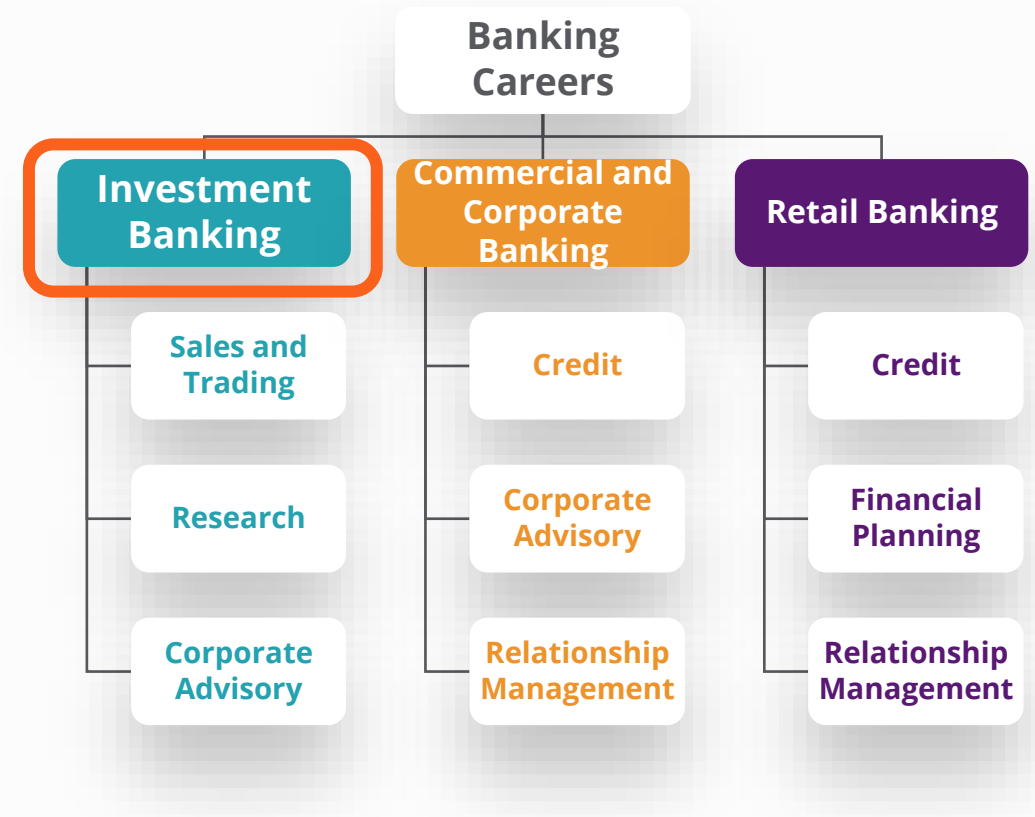 Banking
Careers
Investment
Banking
Commercial and
Corporate
Banking
Retail Banking
Sales and
Trading
Credit
Credit
Research
Corporate
Advisory
Financial
Planning
Corporate
Advisory
Relationship
Management
Relationship
Management